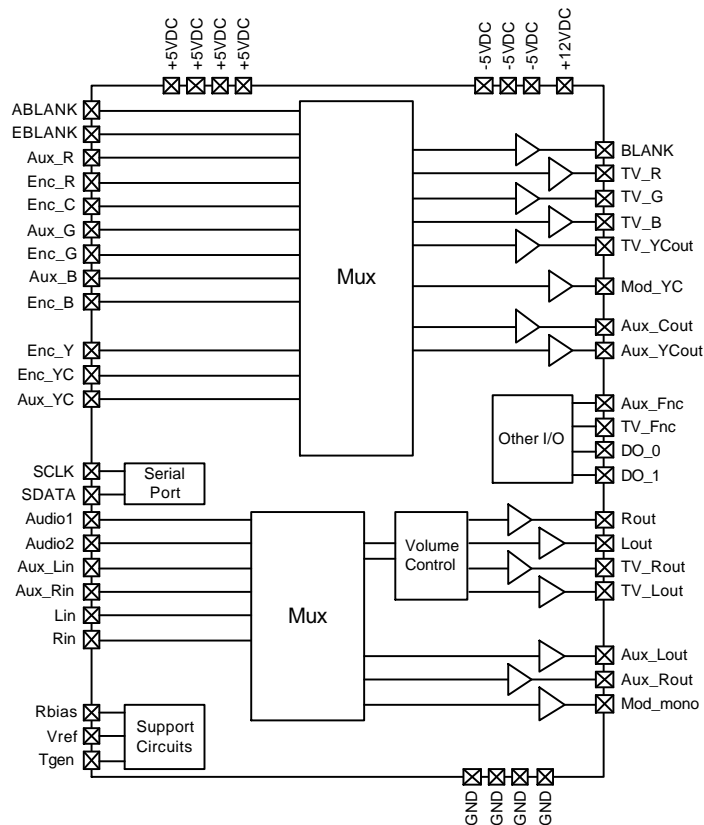 +5VDC
+5VDC
+5VDC
+5VDC
-5VDC
-5VDC
-5VDC
+12VDC
ABLANK
EBLANK
Aux_R
Enc_R
Enc_C
Aux_G
Enc_G
Aux_B
Enc_B
Enc_Y
Enc_YC
Aux_YC
Mux
BLANK
TV_R
TV_G
TV_B
TV_YCout
Mod_YC
Aux_Cout
Aux_YCout
Other I/O
Aux_Fnc
TV_Fnc
DO_0
DO_1
SCLK
SDATA
Serial
Port
Audio1
Audio2
Aux_Lin
Aux_Rin
Lin
Rin
Mux
Volume
Control
Rout
Lout
TV_Rout
TV_Lout
Aux_Lout
Aux_Rout
Mod_mono
Rbias
Vref
Tgen
Support
Circuits
GND
GND
GND
GND